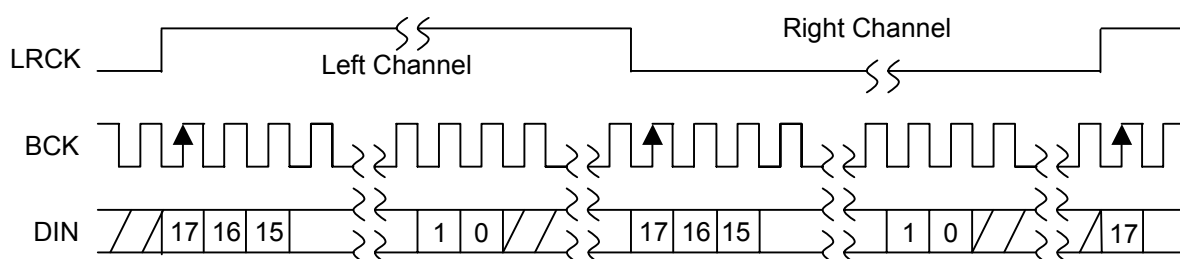 Right Channel
LRCK
Left Channel
BCK
DIN 17 16 15 1 0 17 16 15 1 0 17